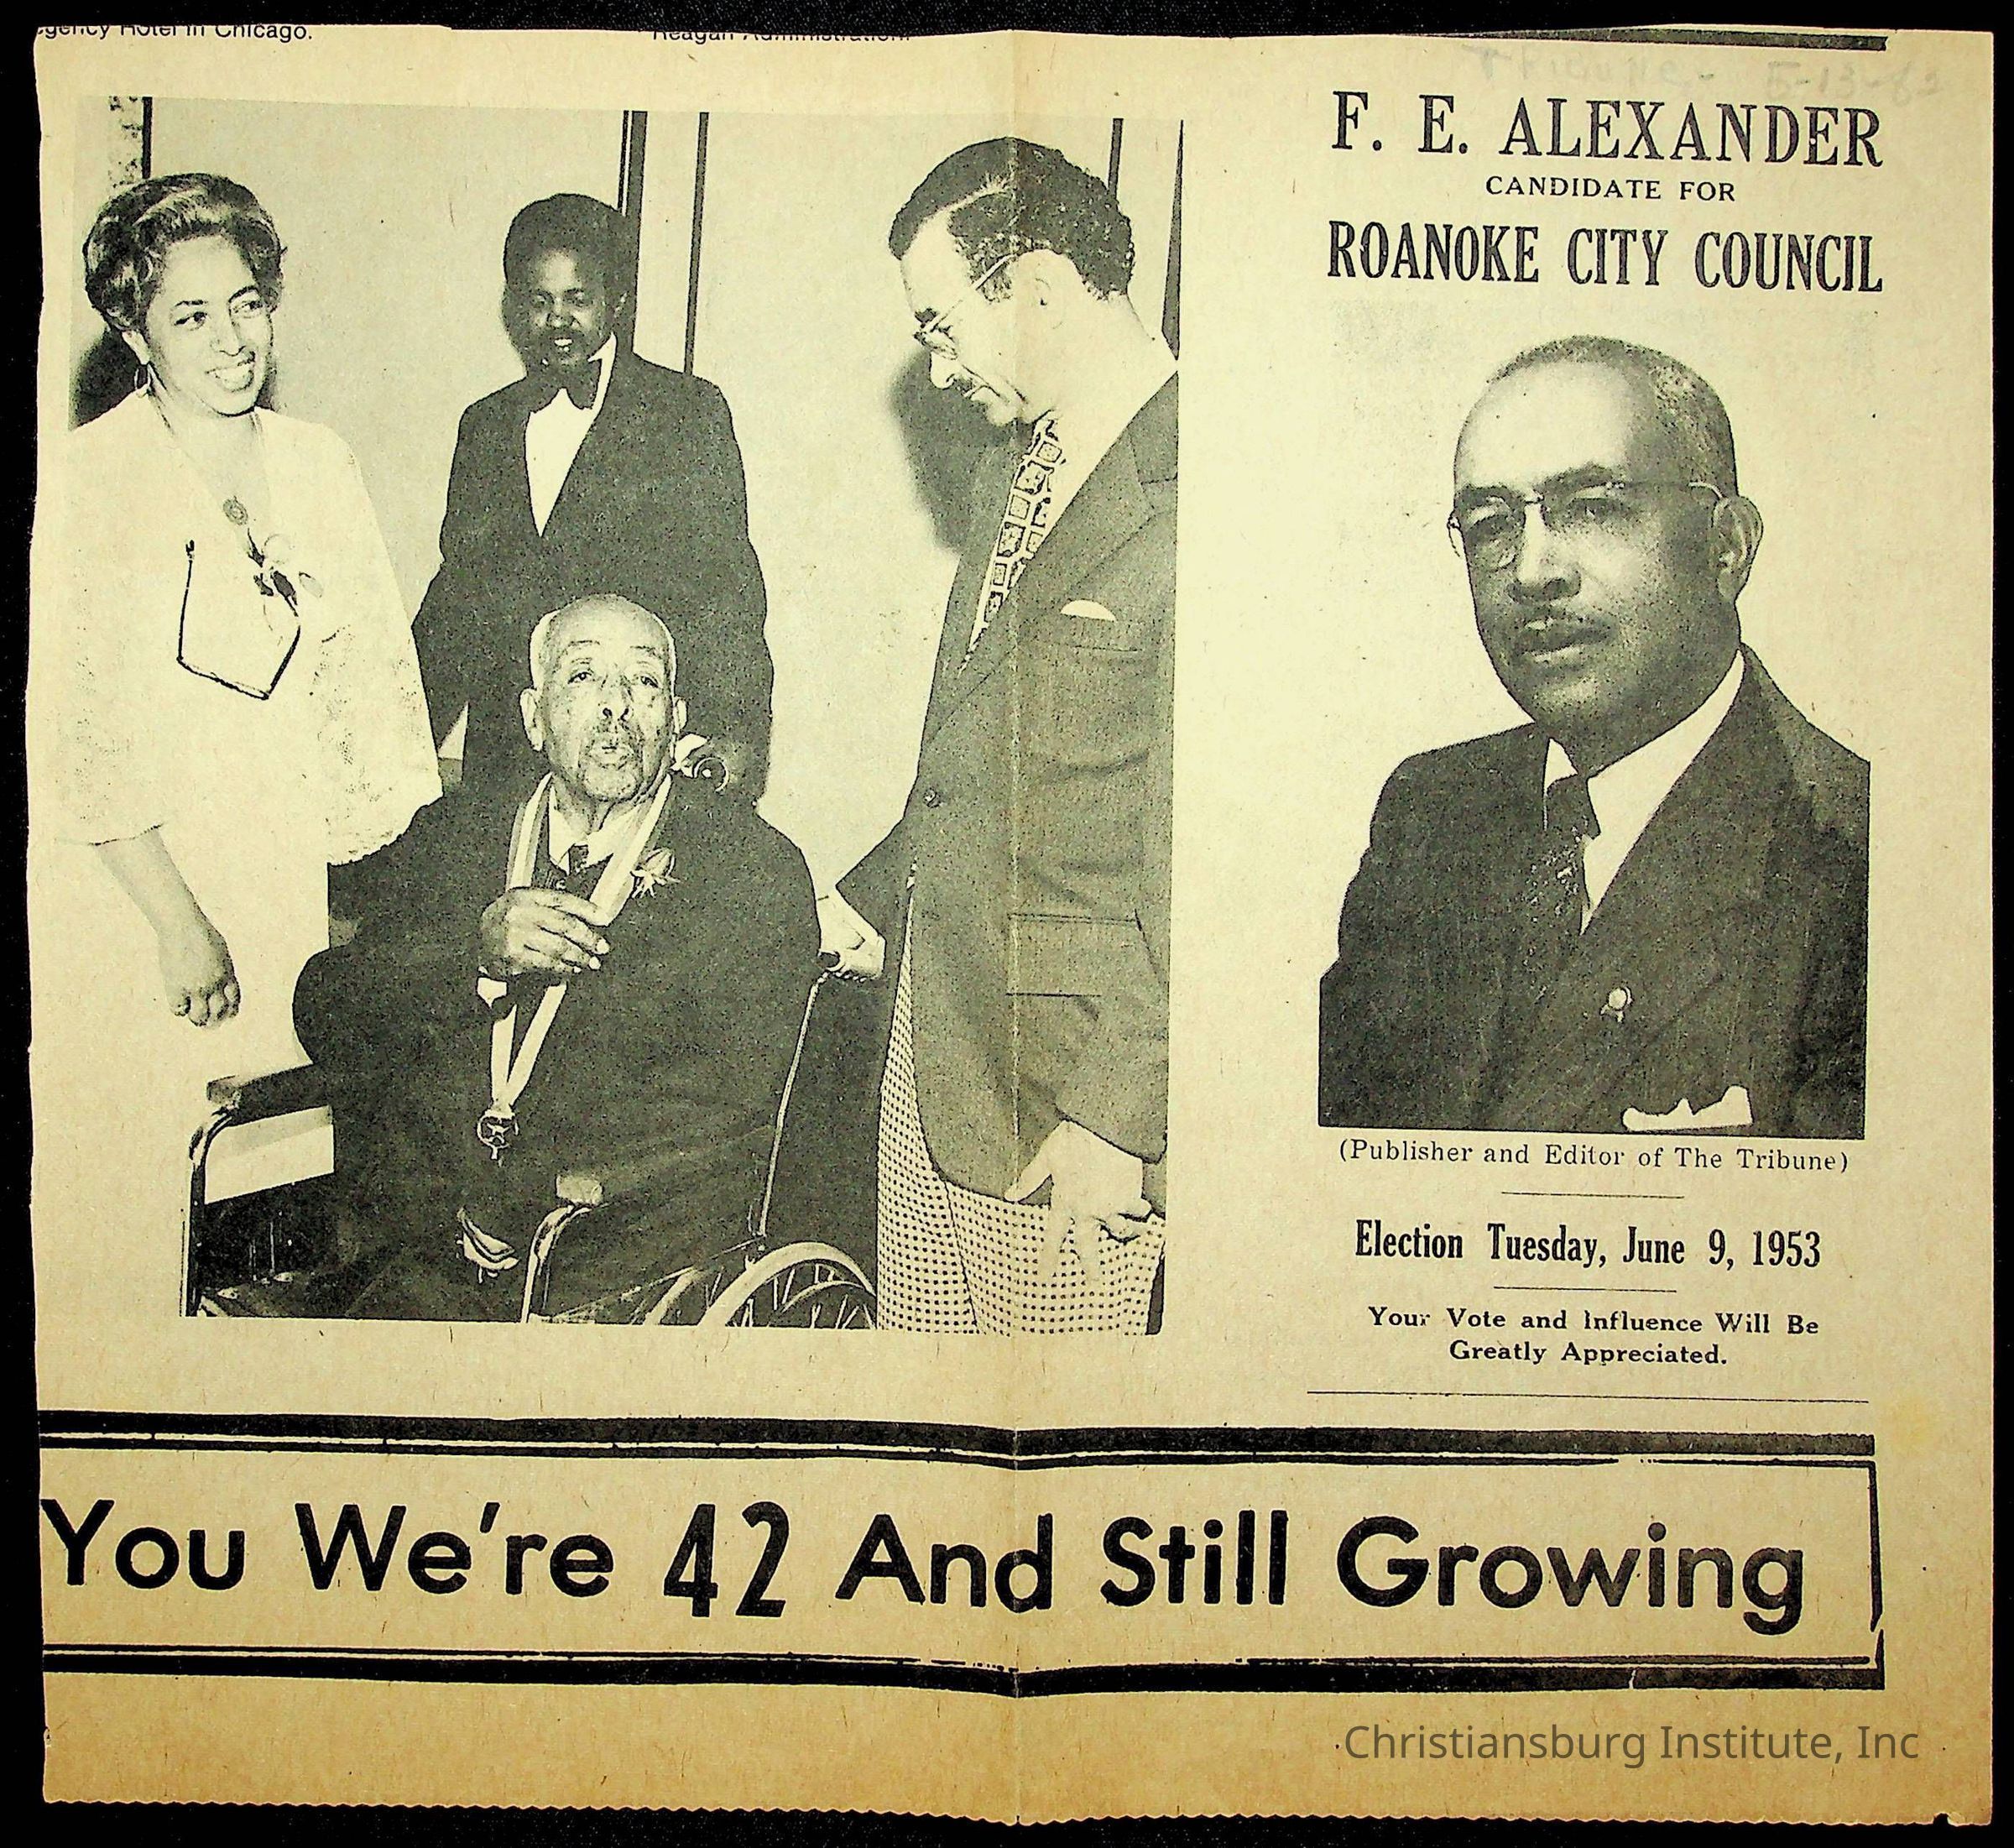 gency Hotel in Chicago.
Reagan Administration.
Tribune - 5-13-82
F. E. ALEXANDER
CANDIDATE FOR
ROANOKE CITY COUNCIL
(Publisher and Editor of The Tribune)
Election Tuesday, June 9, 1953
Your Vote and Influence Will Be
Greatly Appreciated.
You We're 42 And Still Growing
Christiansburg Institute, Inc